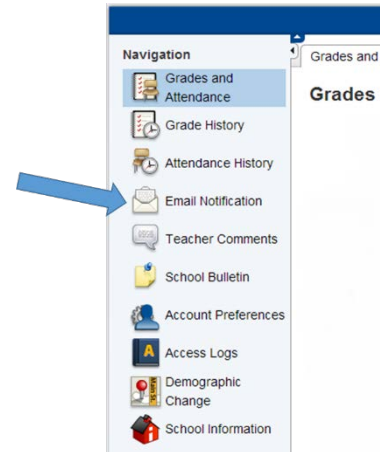 Navigation
Grades and
Attendance
Grade History
Attendance History
Email Notification
Teacher Comments
School Bulletin
Account Preferences
Access Logs
Demographic
Change
School Information
Grades and
Grades